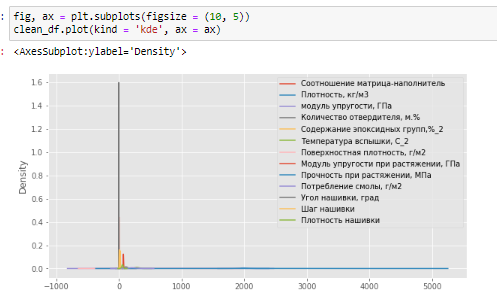 : fig, ax = plt.subplots(figsize = (10, 5))
clean_df.plot(kind = 'kde', ax = ax)
: <AxesSubplot:ylabel='Density'>
Соотношение матрица-наполнитель
Плотность, кг/м3
модуль упругости, ГПа
Количество отвердителя, м.%
Содержание эпоксидных групп,%_2
Температура вспышки, С_2
Поверхностная плотность, г/м2
Модуль упругости при растяжении, ГПа
Прочность при растяжении, МПа
Потребление смолы, г/м2
Угол нашивки, град
Шаг нашивки
Плотность нашивки
Density
1.6
1.4
1.2
1.0
0.8
0.6
0.4
0.2
0.0
-1000
0
1000
2000
3000
4000
5000